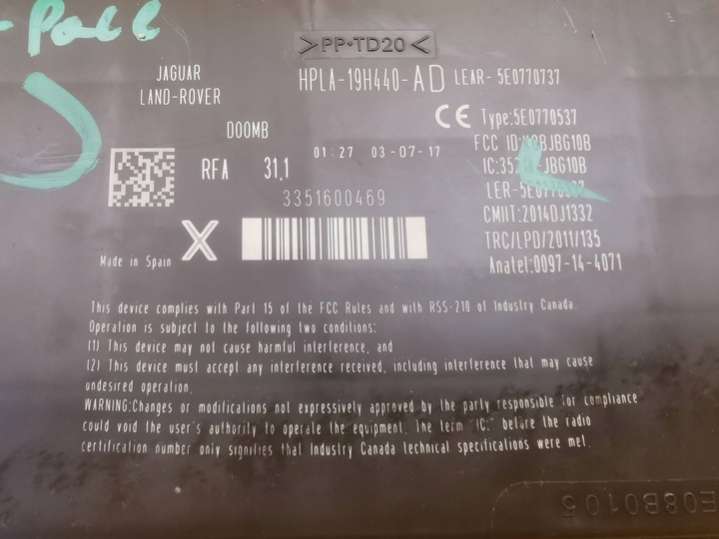 >PP-TD20<
JAGUAR
LAND-ROVER
HPLA-19H440-AD LEAR-5E0770737
D00MB
RFA 31.1
01:27 03-07-17
3351600469
X
Made in Spain
CE Type:5E0770537
FCC
CMIIT:2014DJ1332
TRC/LPD/2011/135
Anatel:0097-14-4071
This device complies with Part 15 of the FCC Rules and with RSS-210 of Industry Canada.
Operation is subject to the following two conditions:
(1) This device may not cause harmful interference, and
(2) This device must accept any interference received, including interference that may cause
undesired operation.
WARNING:Changes or modifications not expressively approved by the party responsible for compliance
could void the user's authority to operate the equipment. The term "IC:" before the radio
certification number only signifies that Industry Canada technical specifications were met.